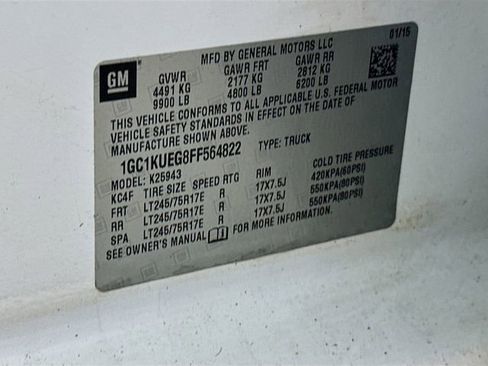 GM
MFD BY GENERAL MOTORS LLC
01/15
GVWR GAWR FRT GAWR RR
4491 KG 2177 KG 2812 KG
9900 LB 4800 LB 6200 LB
THIS VEHICLE CONFORMS TO ALL APPLICABLE U.S. FEDERAL MOTOR
VEHICLE SAFETY STANDARDS IN EFFECT ON THE DATE OF
MANUFACTURE SHOWN ABOVE.
1GC1KUEG8FF564822 TYPE: TRUCK
MODEL: K25943
KC4F TIRE SIZE SPEED RTG RIM COLD TIRE PRESSURE
FRT LT245/75R17E R 17X7.5J 420KPA(60PSI)
RR LT245/75R17E R 17X7.5J 550KPA(80PSI)
SPA LT245/75R17E R 17X7.5J 550KPA(80PSI)
SEE OWNER'S MANUAL FOR MORE INFORMATION.